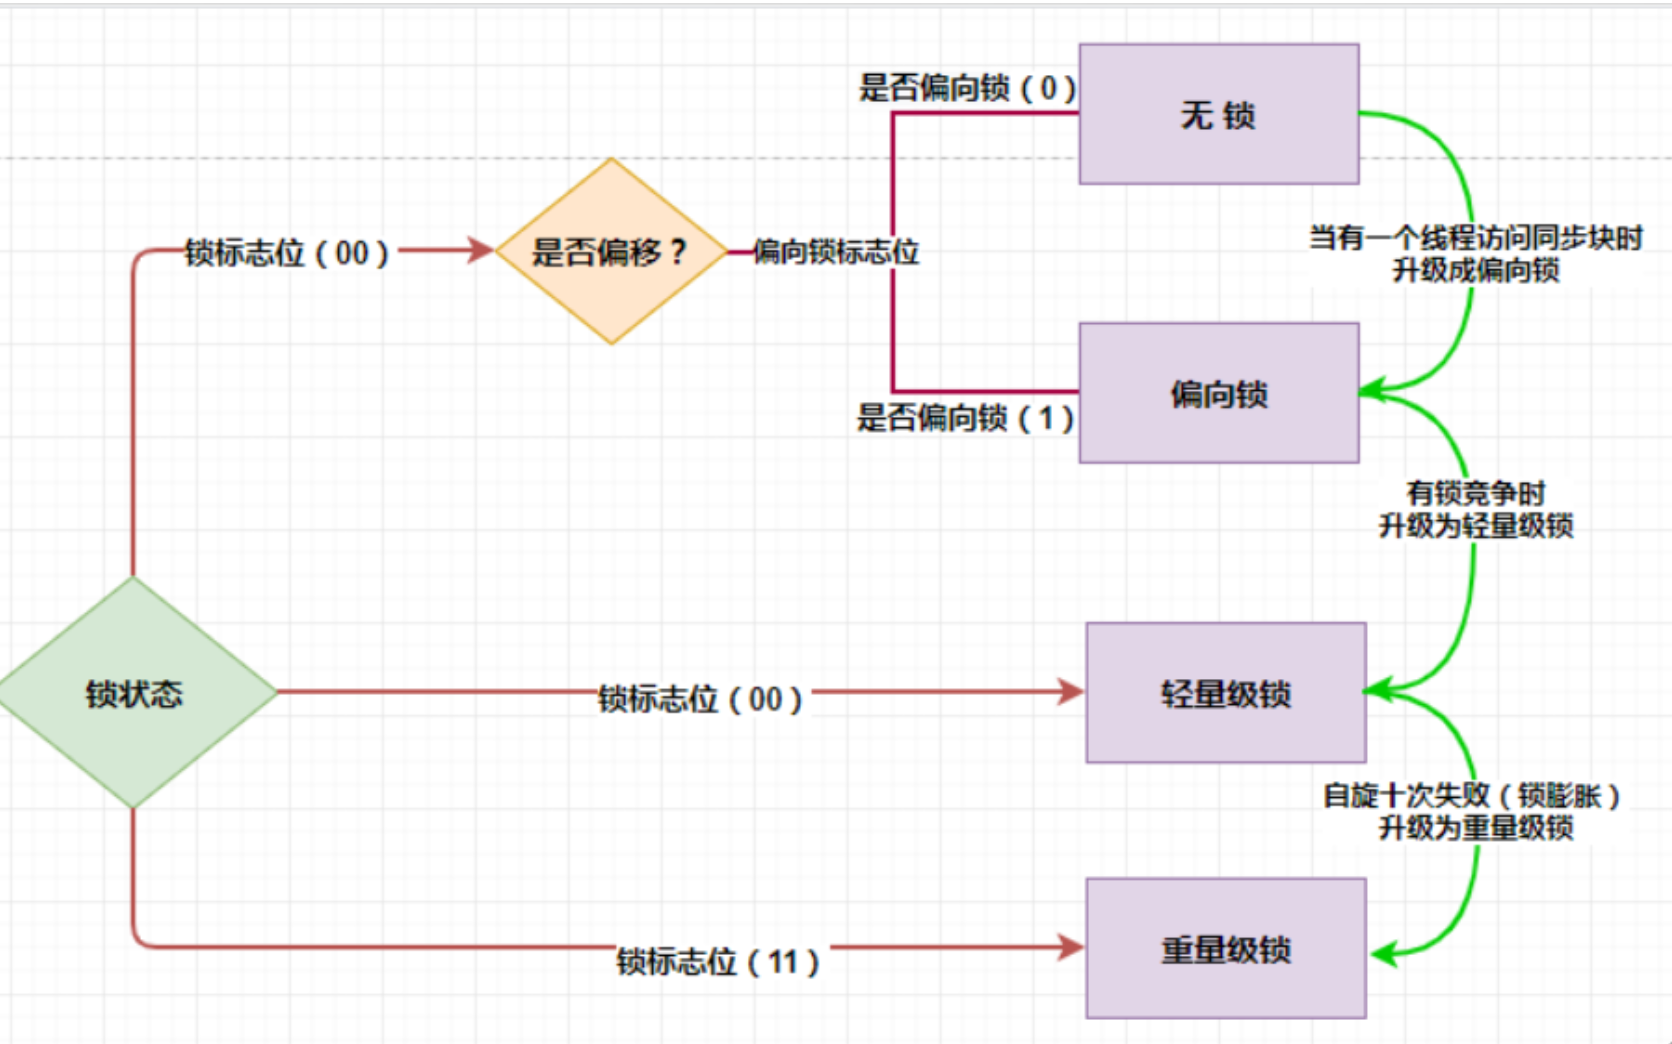 是否偏向锁（0）
无 锁
锁标志位（00）
是否偏移？
偏向锁标志位
当有一个线程访问同步块时
升级成偏向锁
偏向锁
是否偏向锁（1）
有锁竞争时
升级为轻量级锁
锁状态
锁标志位（00）
轻量级锁
自旋十次失败（锁膨胀）
升级为重量级锁
锁标志位（11）
重量级锁